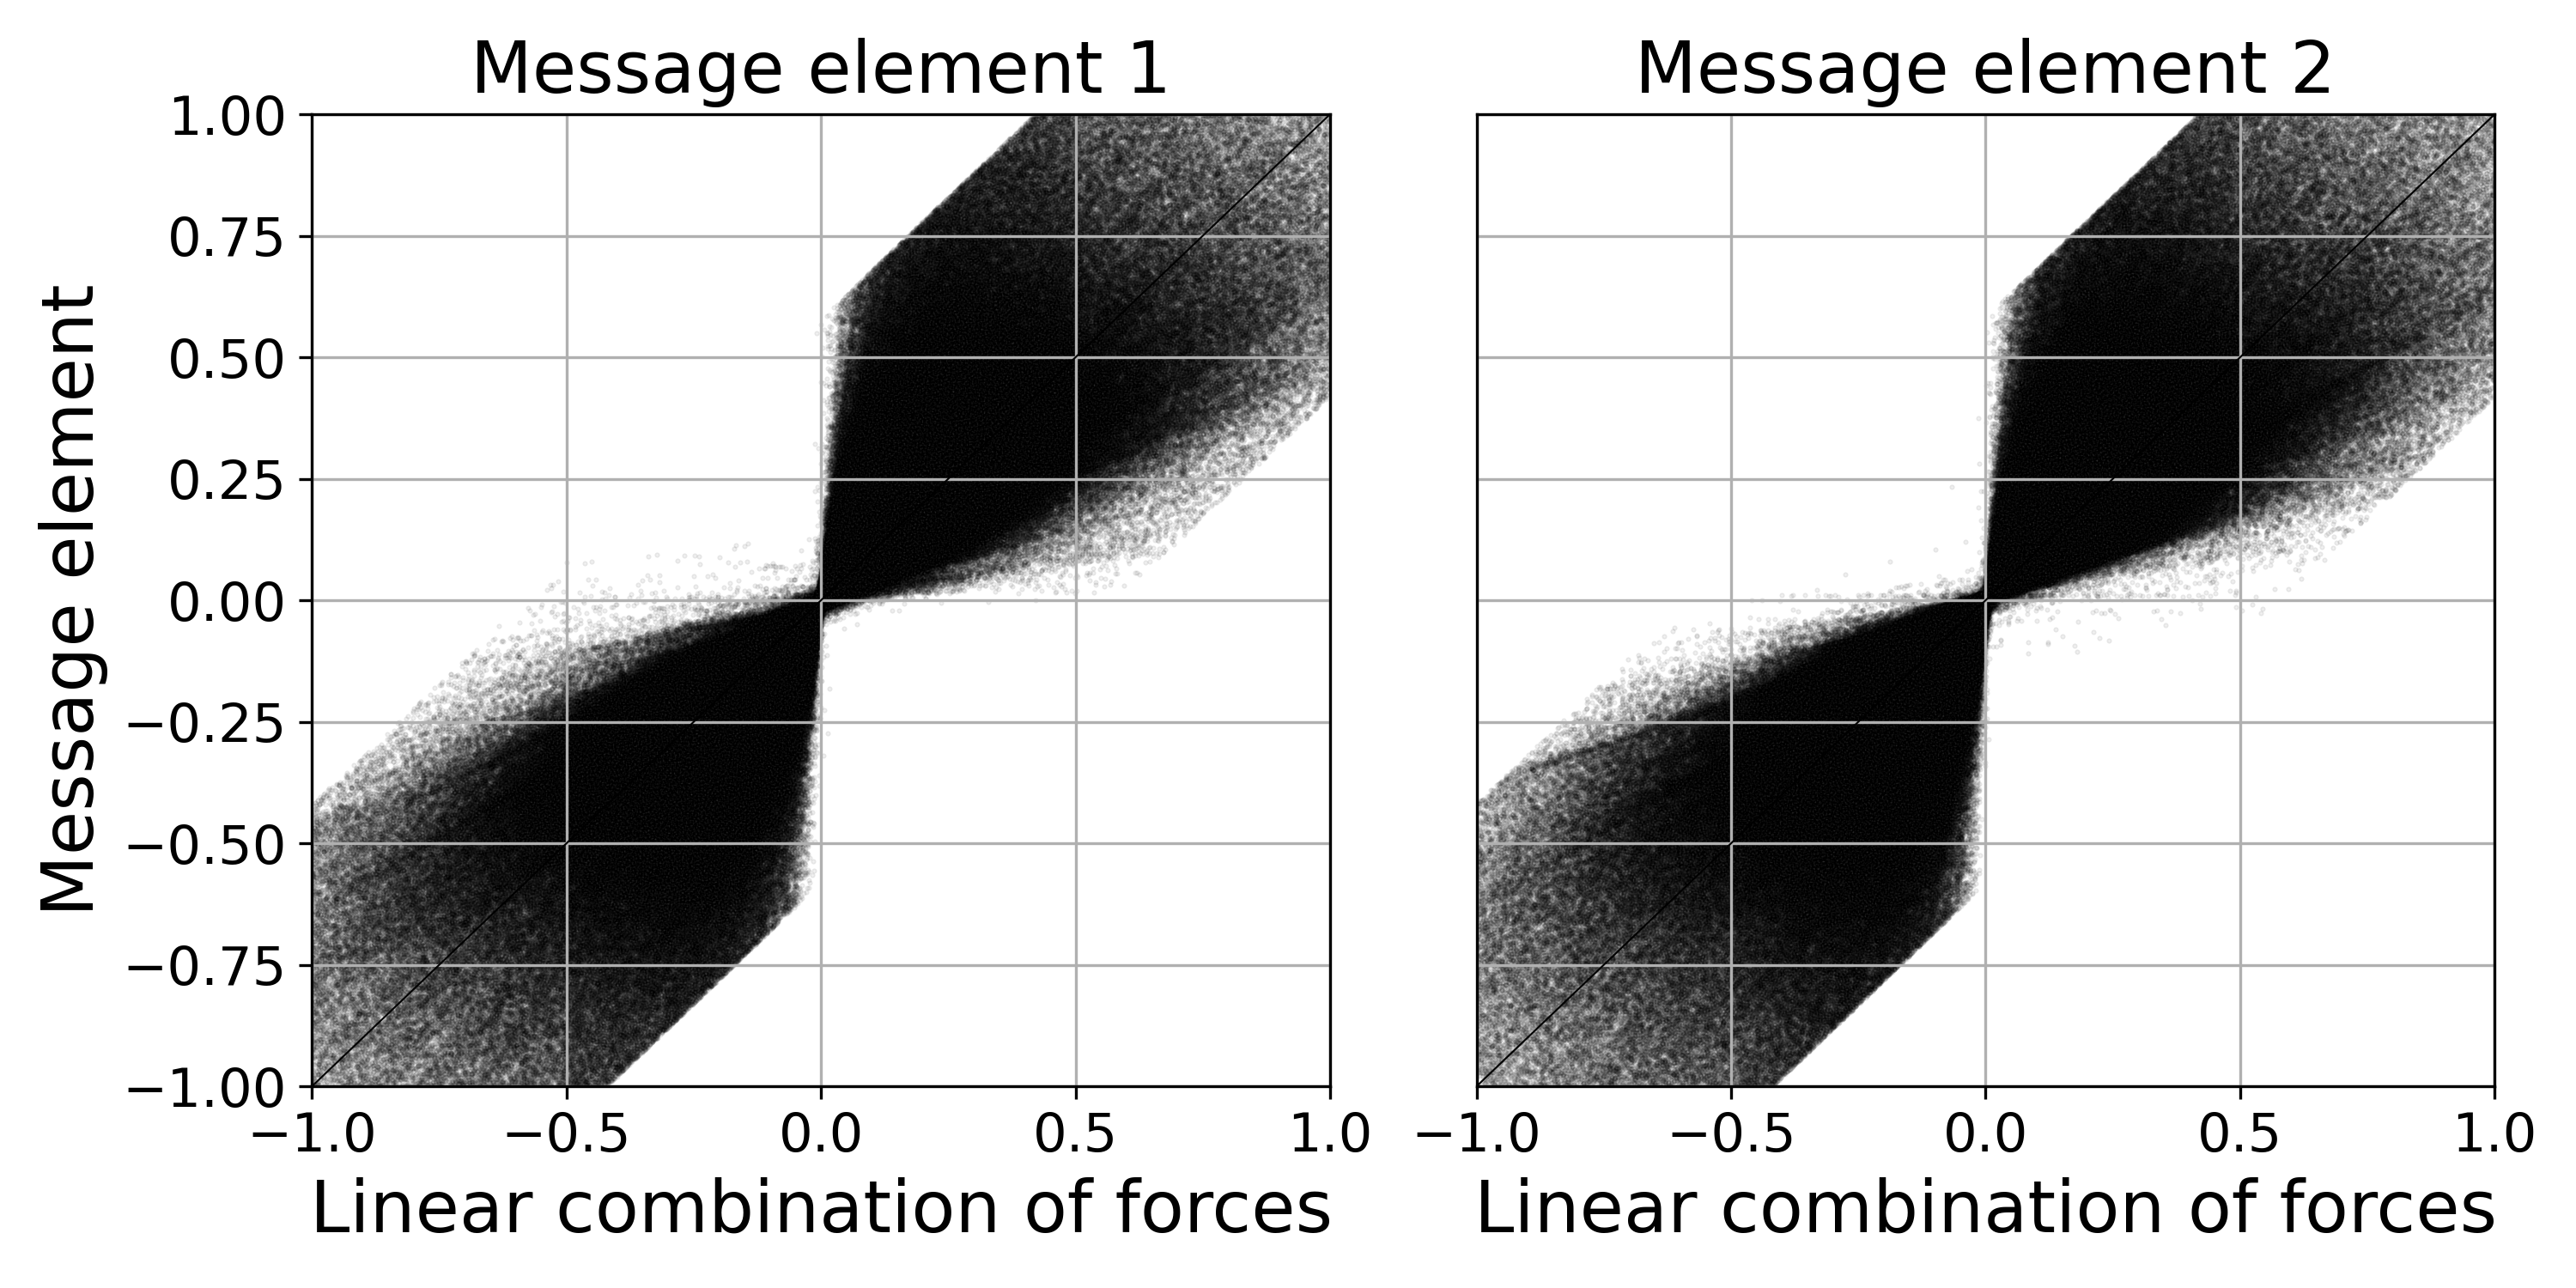 Message element 1
Message element 2
Message element
1.00
0.75
0.50
0.25
0.00
−0.25
−0.50
−0.75
−1.00
−1.0 −0.5 0.0 0.5 1.0
−1.0 −0.5 0.0 0.5 1.0
Linear combination of forces
Linear combination of forces